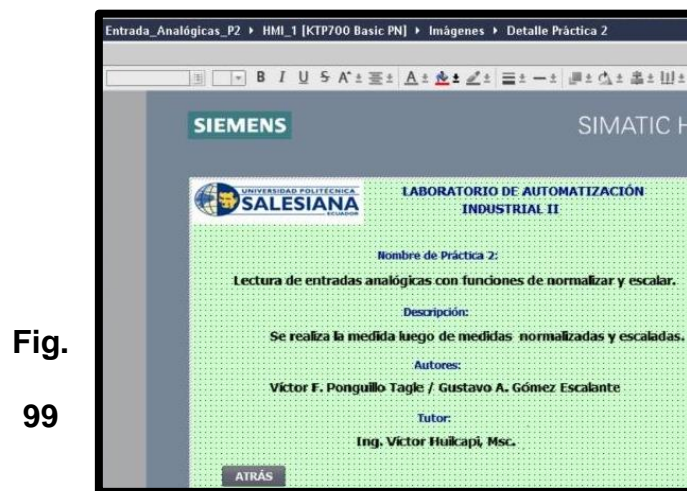 Entrada_Analógicas_P2 ▸ HMI_1 [KTP700 Basic PN] ▸ Imágenes ▸ Detalle Pràctica 2
B I U S A A
SIEMENS
SIMATIC H
UNIVERSIDAD POLITÉCNICA
SALESIANA
ECUADOR
LABORATORIO DE AUTOMATIZACIÓN
INDUSTRIAL II
Nombre de Pràctica 2:
Lectura de entradas analógicas con funciones de normalizar y escalar.
Descripción:
Se realiza la medida luego de medidas normalizadas y escaladas.
Autores:
Víctor F. Ponguillo Tagle / Gustavo A. Gómez Escalante
Tutor:
Ing. Víctor Huilcapi, Msc.
ATRÁS
Fig.
99